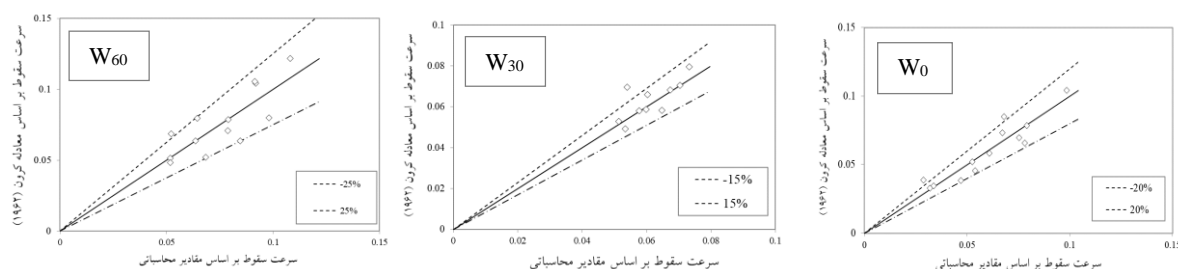 W60
سرعت سقوط بر اساس معادله کرون (۱۹۶۲)
0.15
0.1
0.05
0
0 0.05 0.1 0.15
-25%
25%
سرعت سقوط بر اساس مقادیر محاسباتی
W30
سرعت سقوط بر اساس معادله کرون (۱۹۶۲)
0.1
0.08
0.06
0.04
0.02
0
0 0.02 0.04 0.06 0.08 0.1
-15%
15%
سرعت سقوط بر اساس مقادیر محاسباتی
W0
سرعت سقوط بر اساس معادله کرون (۱۹۶۲)
0.15
0.1
0.05
0
0 0.05 0.1 0.15
-20%
20%
سرعت سقوط بر اساس مقادیر محاسباتی